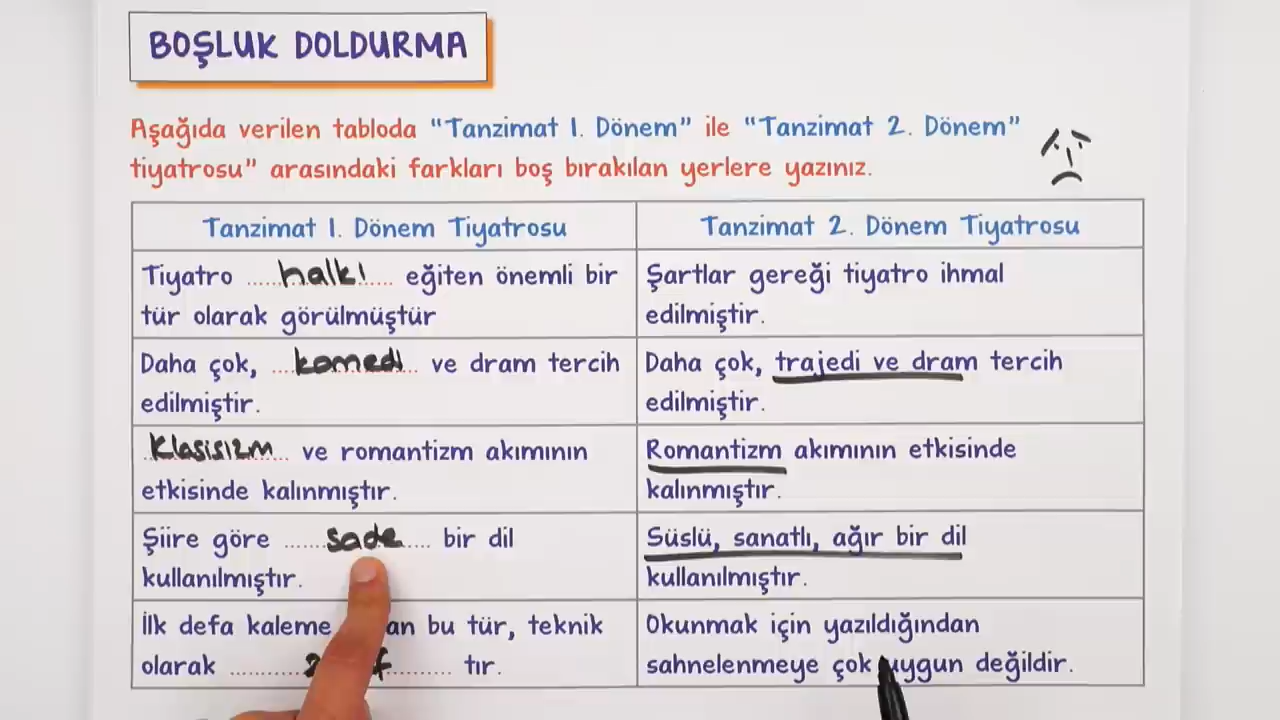 BOŞLUK DOLDURMA
Aşağıda verilen tabloda "Tanzimat 1. Dönem" ile "Tanzimat 2. Dönem"
tiyatrosu" arasındaki farkları boş bırakılan yerlere yazınız.
Tanzimat 1. Dönem Tiyatrosu
Tanzimat 2. Dönem Tiyatrosu
Tiyatro halkı eğiten önemli bir
tür olarak görülmüştür
Şartlar gereği tiyatro ihmal
edilmiştir.
Daha çok, komedi ve dram tercih
edilmiştir.
Daha çok, trajedi ve dram tercih
edilmiştir.
Klasisizm ve romantizm akımının
etkisinde kalınmıştır.
Romantizm akımının etkisinde
kalınmıştır.
Şiire göre sade bir dil
kullanılmıştır.
Süslü, sanatlı, ağır bir dil
kullanılmıştır.
İlk defa kaleme bu tür, teknik
olarak tır.
Okunmak için yazıldığından
sahnelenmeye çok uygun değildir.